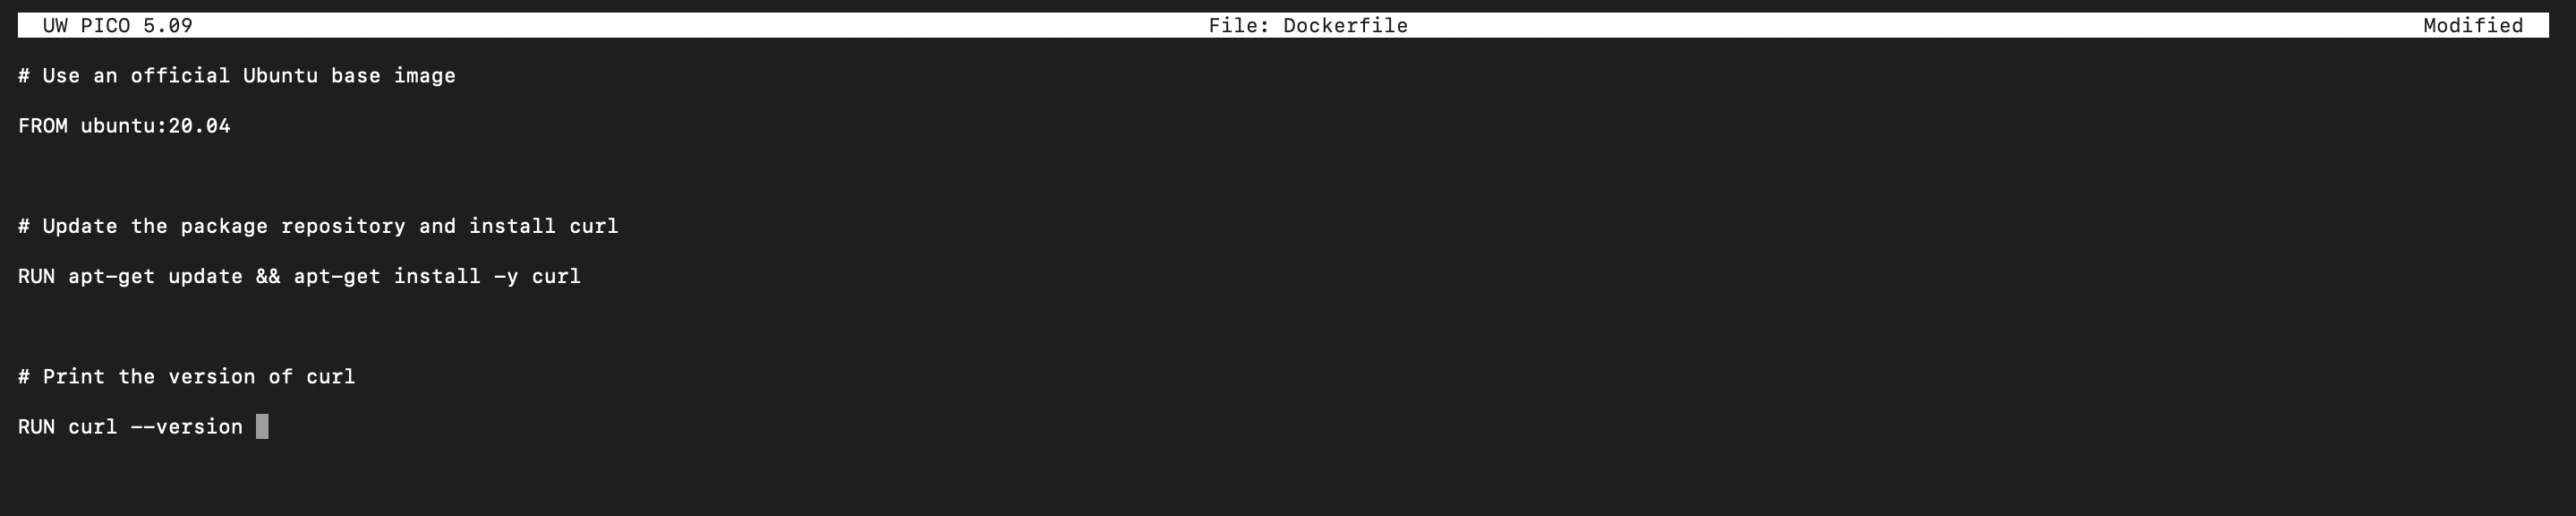 UW PICO 5.09 File: Dockerfile Modified
# Use an official Ubuntu base image
FROM ubuntu:20.04
# Update the package repository and install curl
RUN apt-get update && apt-get install -y curl
# Print the version of curl
RUN curl --version